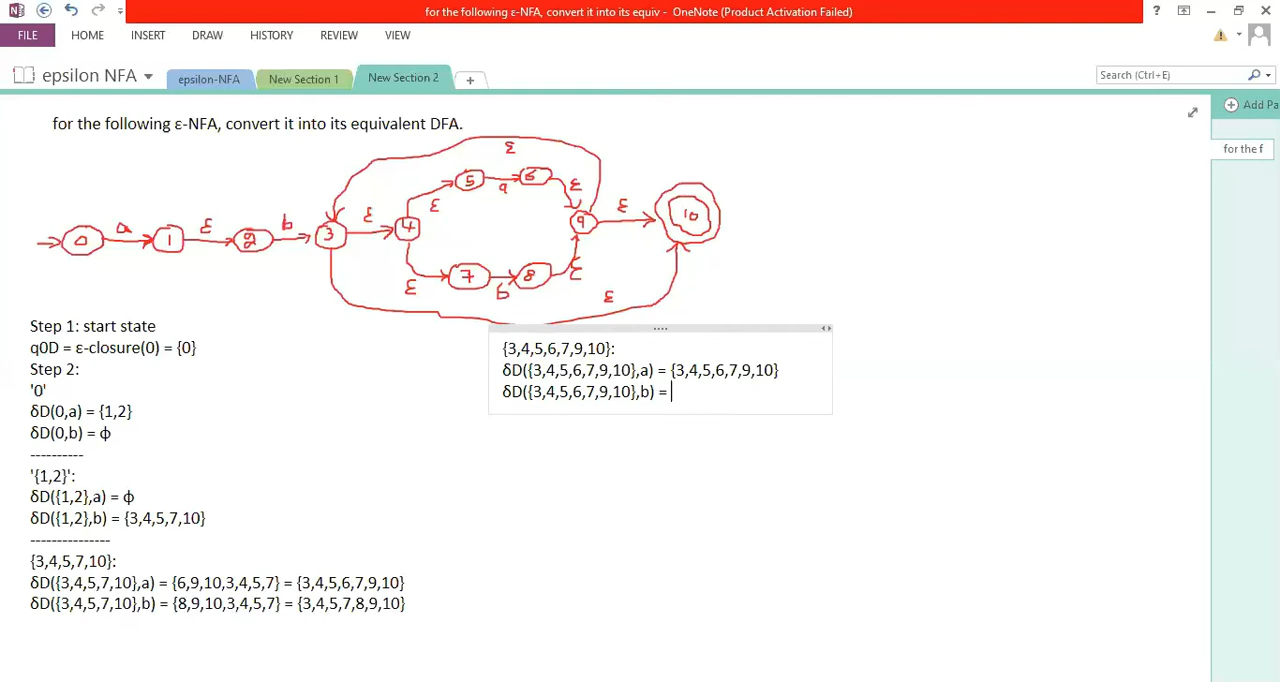 for the following ε-NFA, convert it into its equiv - OneNote (Product Activation Failed)
?
FILE HOME INSERT DRAW HISTORY REVIEW VIEW
epsilon NFA epsilon-NFA New Section 1 New Section 2 + Search (Ctrl+E)
Add Pa
for the f
for the following ε-NFA, convert it into its equivalent DFA.
ε
5 a 6
ε ε
0 a 1 ε 2 b 3 ε 4 9 ε 10
ε 7 b 8 ε
ε
Step 1: start state
q0D = ε-closure(0) = {0}
Step 2:
'0'
δD(0,a) = {1,2}
δD(0,b) = ϕ
----------
'{1,2}':
δD({1,2},a) = ϕ
δD({1,2},b) = {3,4,5,7,10}
---------------
{3,4,5,7,10}:
δD({3,4,5,7,10},a) = {6,9,10,3,4,5,7} = {3,4,5,6,7,9,10}
δD({3,4,5,7,10},b) = {8,9,10,3,4,5,7} = {3,4,5,7,8,9,10}
{3,4,5,6,7,9,10}:
δD({3,4,5,6,7,9,10},a) = {3,4,5,6,7,9,10}
δD({3,4,5,6,7,9,10},b) =